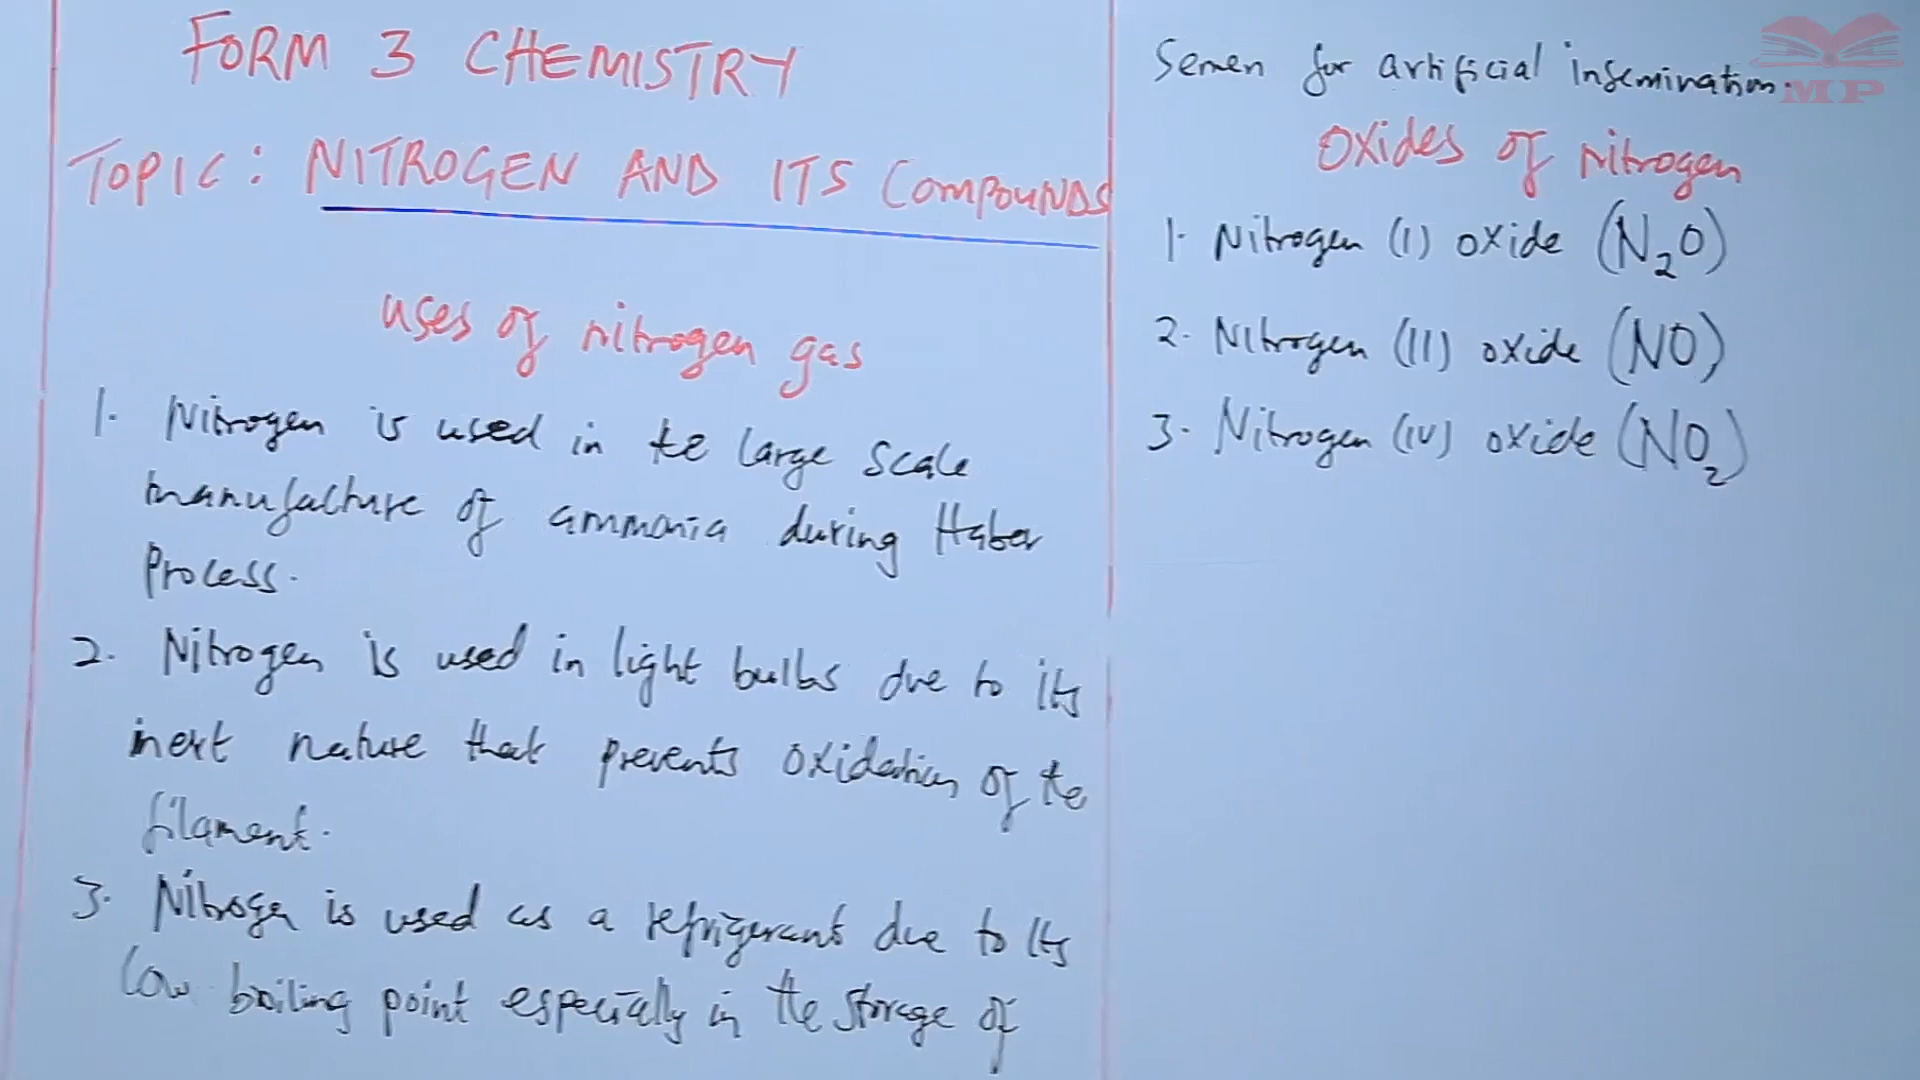 FORM 3 CHEMISTRY
TOPIC: NITROGEN AND ITS COMPOUNDS
uses of nitrogen gas
1. Nitrogen is used in the large scale
manufacture of ammonia during Haber
Process.
2. Nitrogen is used in light bulbs due to its
inert nature that prevents oxidation of the
filament.
3. Nitrogen is used as a refrigerant due to its
low boiling point especially in the storage of
Semen for artificial insemination.
MP
Oxides of nitrogen
1. Nitrogen (I) oxide (N₂O)
2. Nitrogen (II) oxide (NO)
3. Nitrogen (IV) oxide (NO₂)